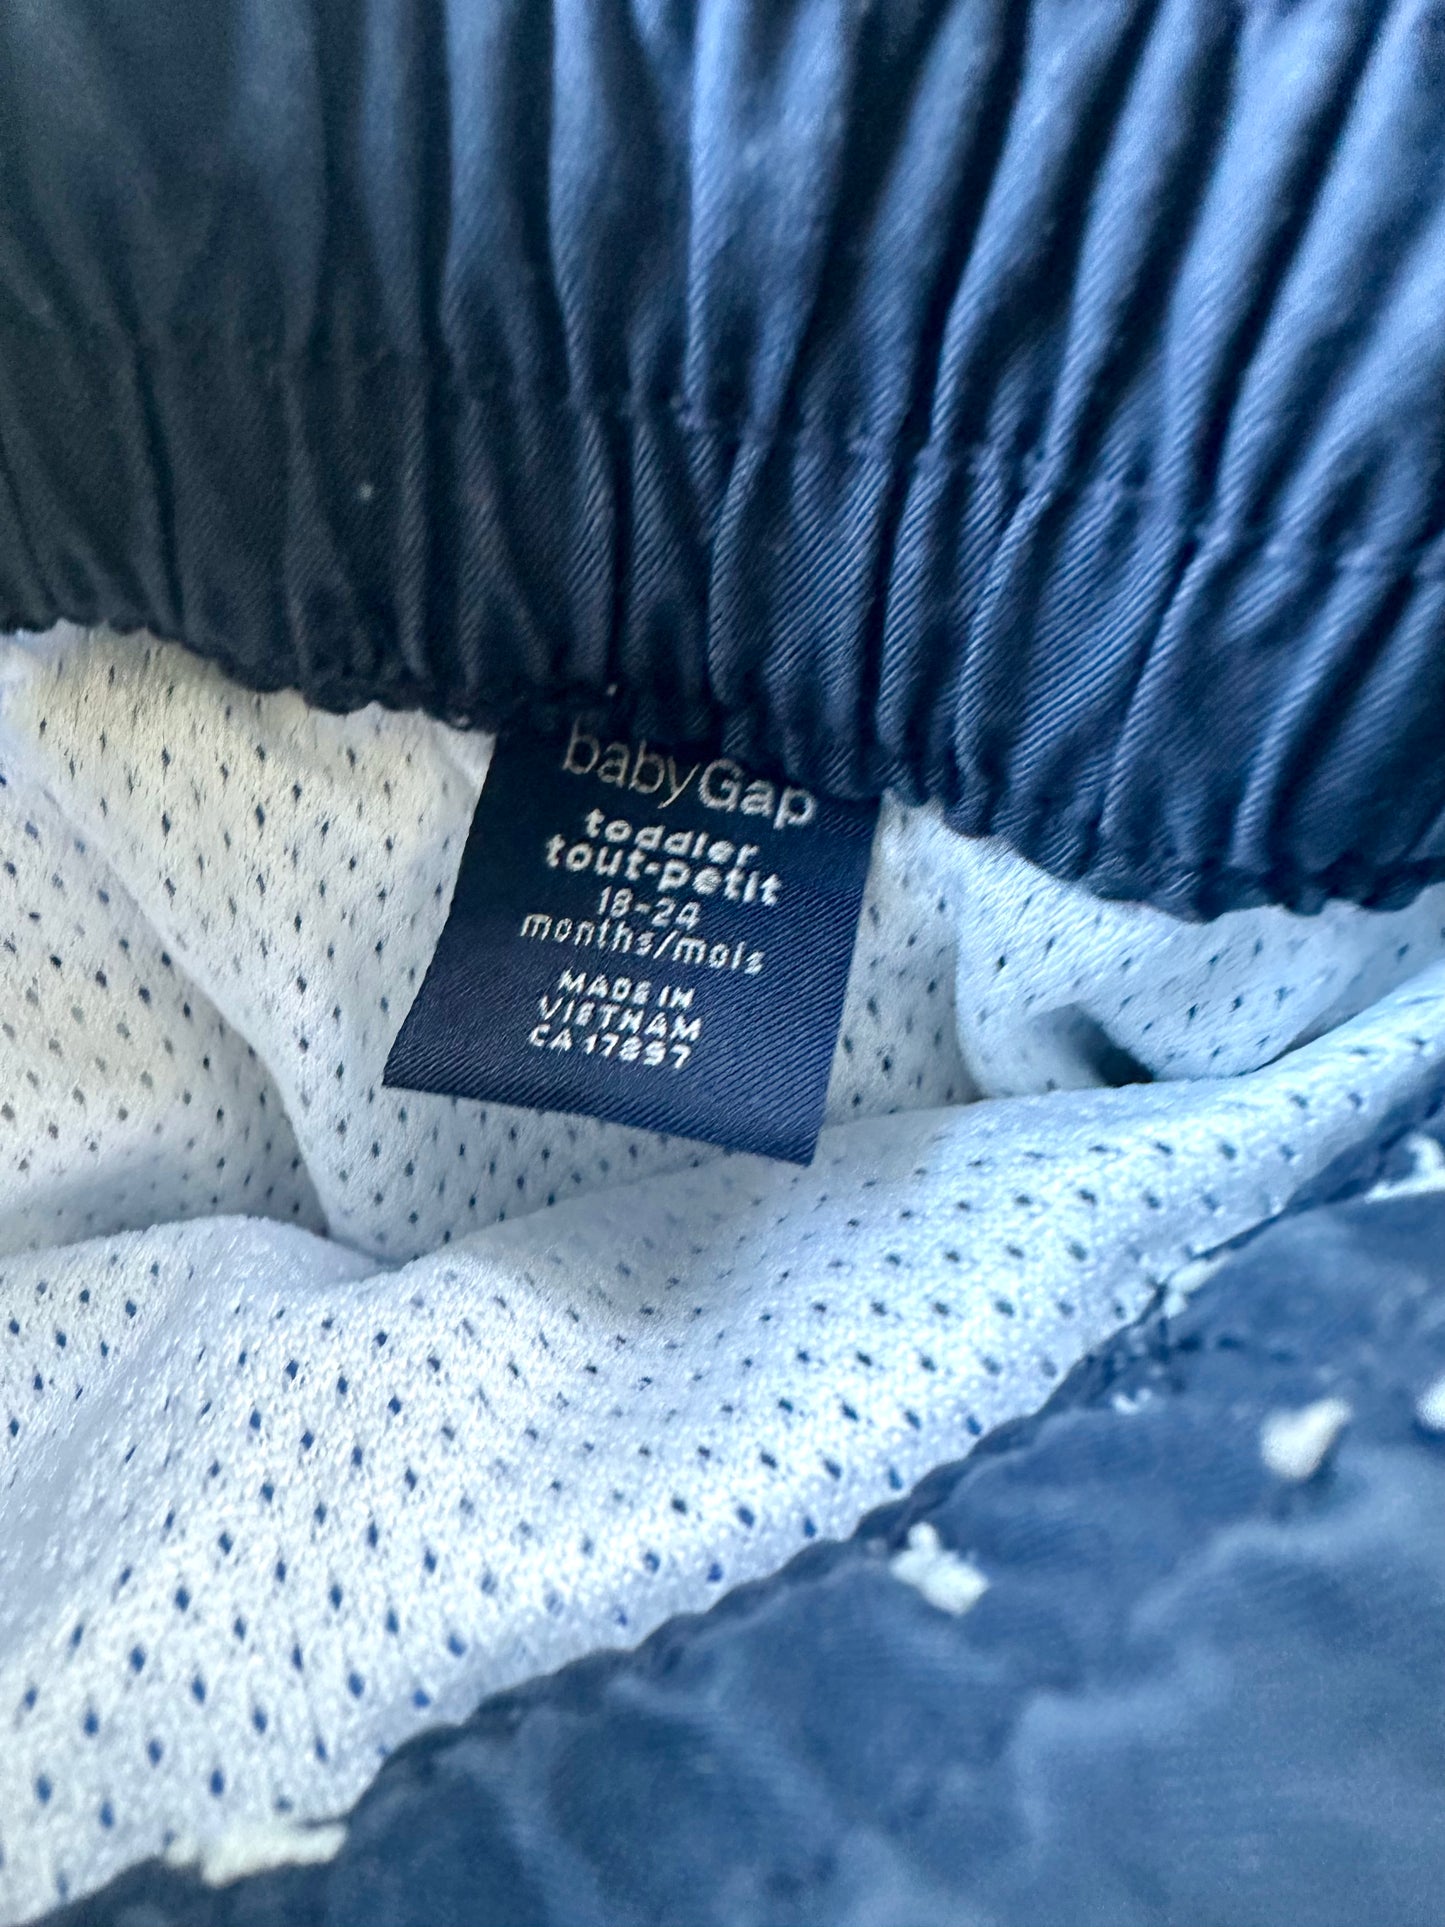 babyGap
toddler
tout-petit
18-24
months/mois
MADE IN
VIETNAM
CA 17897